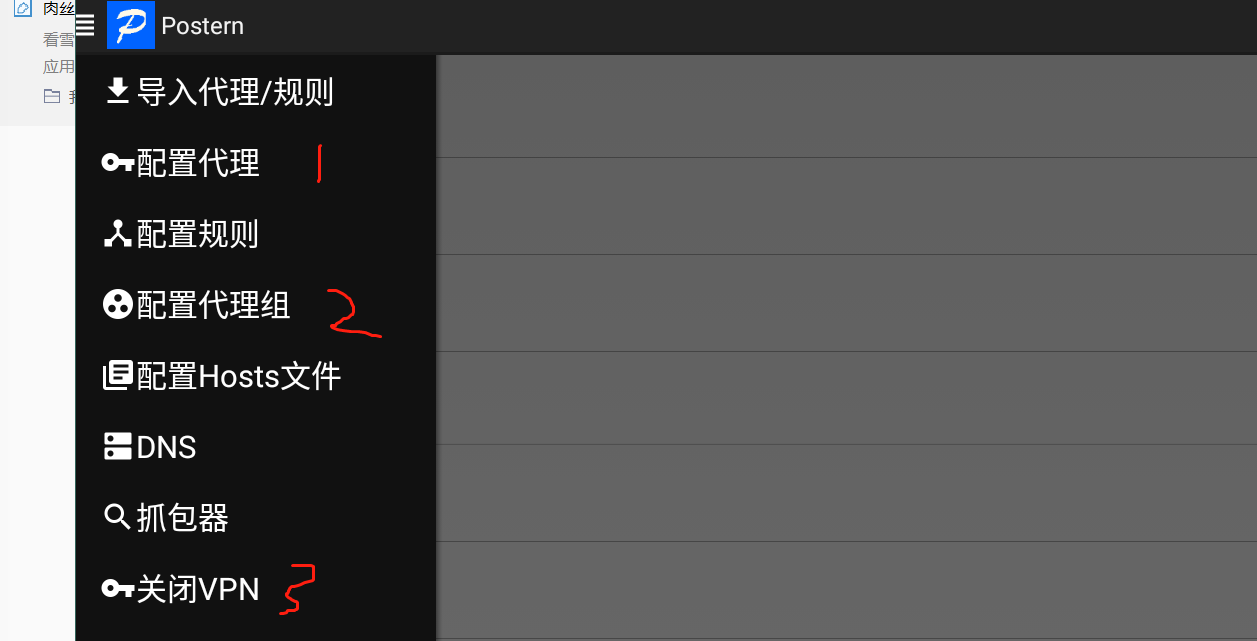 肉丝
Postern
看雪
应用
导入代理/规则
配置代理 1
配置规则
配置代理组 2
配置Hosts文件
DNS
抓包器
关闭VPN 3